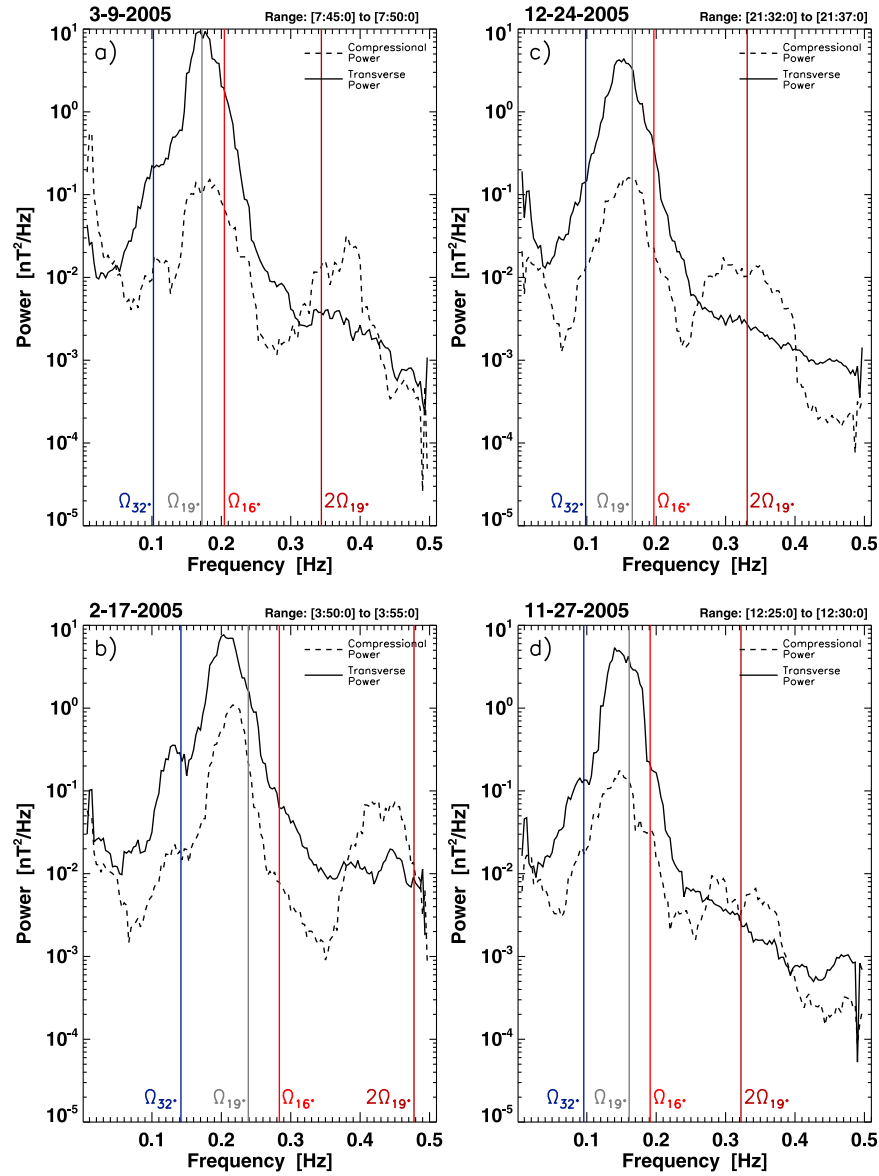 3-9-2005 Range: [7:45:0] to [7:50:0]
a)
Compressional
Power
Transverse
Power
Power [nT²/Hz]
10¹
10⁰
10⁻¹
10⁻²
10⁻³
10⁻⁴
10⁻⁵
Ω32+ Ω19+ Ω16+ 2Ω19+
0.1 0.2 0.3 0.4 0.5
Frequency [Hz]
12-24-2005 Range: [21:32:0] to [21:37:0]
c)
Compressional
Power
Transverse
Power
Power [nT²/Hz]
10¹
10⁰
10⁻¹
10⁻²
10⁻³
10⁻⁴
10⁻⁵
Ω32+ Ω19+ Ω16+ 2Ω19+
0.1 0.2 0.3 0.4 0.5
Frequency [Hz]
2-17-2005 Range: [3:50:0] to [3:55:0]
b)
Compressional
Power
Transverse
Power
Power [nT²/Hz]
10¹
10⁰
10⁻¹
10⁻²
10⁻³
10⁻⁴
10⁻⁵
Ω32+ Ω19+ Ω16+ 2Ω19+
0.1 0.2 0.3 0.4 0.5
Frequency [Hz]
11-27-2005 Range: [12:25:0] to [12:30:0]
d)
Compressional
Power
Transverse
Power
Power [nT²/Hz]
10¹
10⁰
10⁻¹
10⁻²
10⁻³
10⁻⁴
10⁻⁵
Ω32+ Ω19+ Ω16+ 2Ω19+
0.1 0.2 0.3 0.4 0.5
Frequency [Hz]